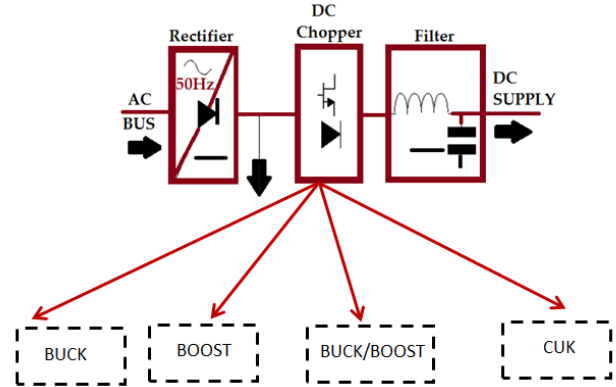 DC
Rectifier
Chopper
Filter
50Hz
AC
BUS
DC
SUPPLY
BUCK
BOOST
BUCK/BOOST
CUK